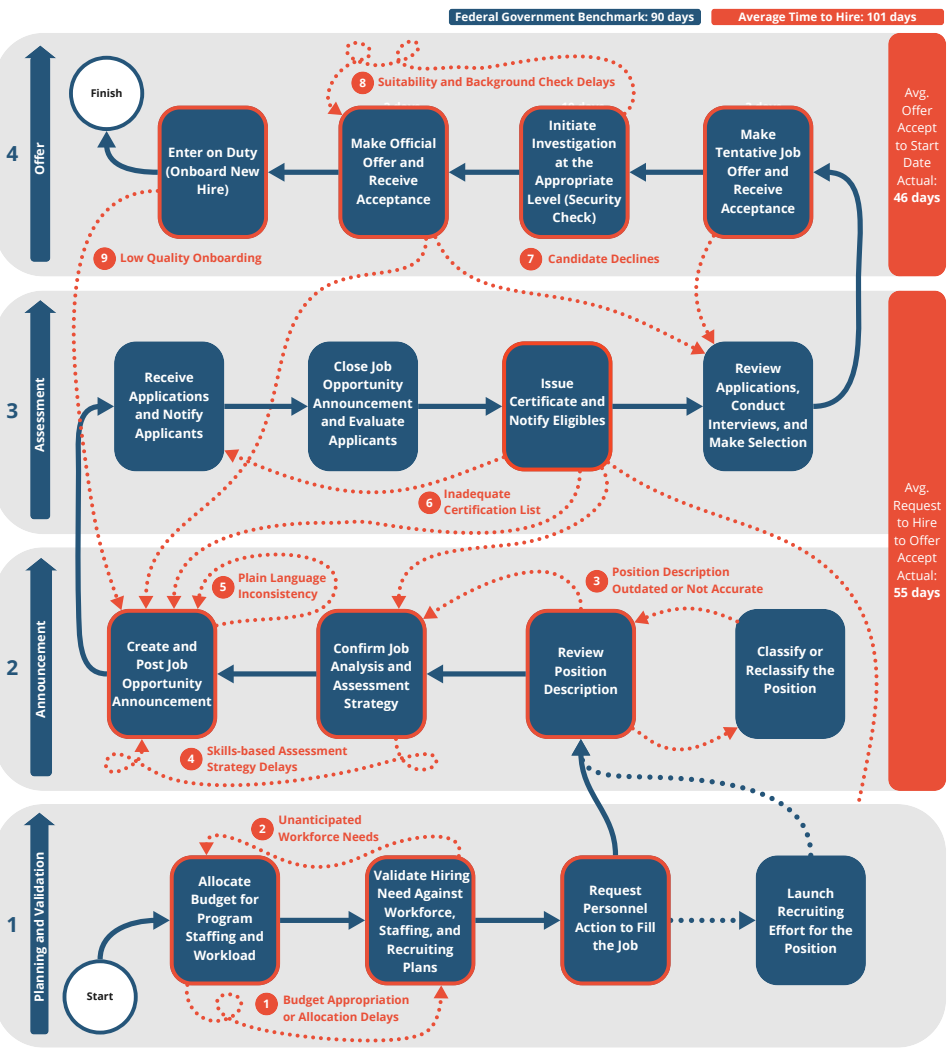 Federal Government Benchmark: 90 days
Average Time to Hire: 101 days
4
Offer
Finish
Enter on Duty
(Onboard New
Hire)
8
Suitability and Background Check Delays
Make Official
Offer and
Receive
Acceptance
Initiate
Investigation
at the
Appropriate
Level (Security
Check)
Make
Tentative Job
Offer and
Receive
Acceptance
9
Low Quality Onboarding
7
Candidate Declines
Avg.
Offer
Accept
to Start
Date
Actual:
46 days
3
Assessment
Receive
Applications
and Notify
Applicants
Close Job
Opportunity
Announcement
and Evaluate
Applicants
Issue
Certificate and
Notify Eligibles
Review
Applications,
Conduct
Interviews, and
Make Selection
6
Inadequate
Certification List
Avg.
Request
to Hire
to Offer
Accept
Actual:
55 days
2
Announcement
5
Plain Language
Inconsistency
3
Position Description
Outdated or Not Accurate
Create and
Post Job
Opportunity
Announcement
Confirm Job
Analysis and
Assessment
Strategy
Review
Position
Description
Classify or
Reclassify the
Position
4
Skills-based Assessment
Strategy Delays
1
Planning and Validation
2
Unanticipated
Workforce Needs
Start
Allocate
Budget for
Program
Staffing and
Workload
Validate Hiring
Need Against
Workforce,
Staffing, and
Recruiting
Plans
Request
Personnel
Action to Fill
the Job
Launch
Recruiting
Effort for the
Position
1
Budget Appropriation
or Allocation Delays